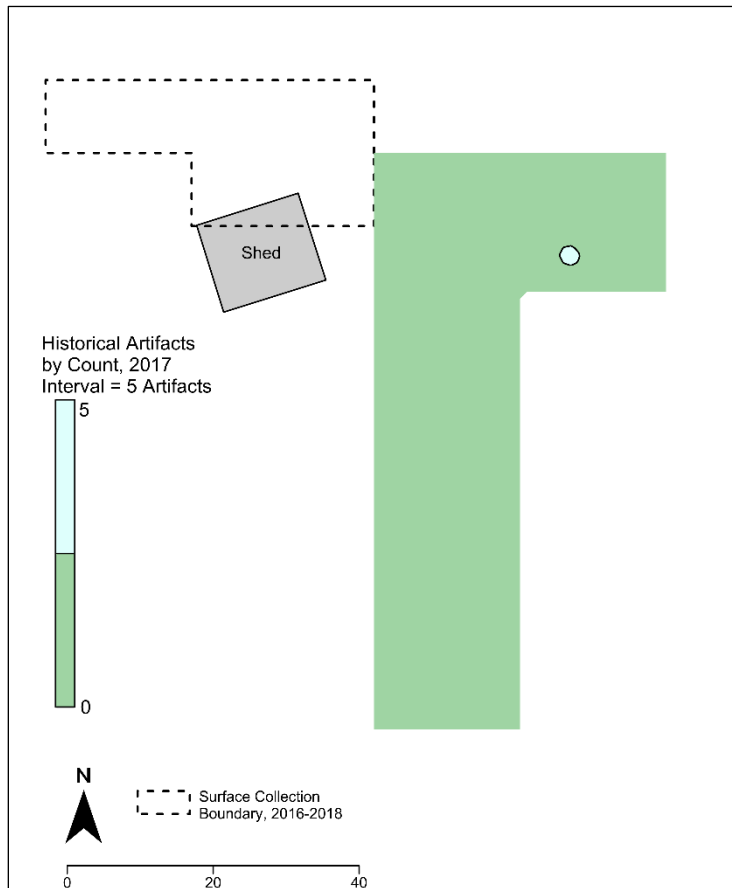 Shed
Historical Artifacts
by Count, 2017
Interval = 5 Artifacts
5
0
N
Surface Collection
Boundary, 2016-2018
0 20 40